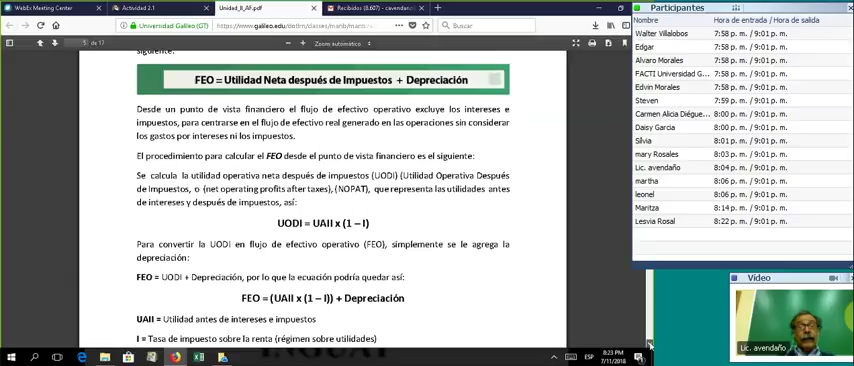 WebEx Meeting Center
Actividad 2.1
Unidad_II_AF.pdf
Recibidos (8.607) - cavendano
Universidad Galileo (GT)
Buscar
5 de 17
Zoom automático
siguiente:
FEO = Utilidad Neta después de Impuestos + Depreciación
Desde un punto de vista financiero el flujo de efectivo operativo excluye los intereses e
impuestos, para centrarse en el flujo de efectivo real generado en las operaciones sin considerar
los gastos por intereses ni los impuestos.
El procedimiento para calcular el FEO desde el punto de vista financiero es el siguiente:
Se calcula la utilidad operativa neta después de impuestos (UODI) (Utilidad Operativa Después
de Impuestos, o (net operating profits after taxes), (NOPAT), que representa las utilidades antes
de intereses y después de impuestos, así:
UODI = UAII x (1 – I)
Para convertir la UODI en flujo de efectivo operativo (FEO), simplemente se le agrega la
depreciación:
FEO = UODI + Depreciación, por lo que la ecuación podría quedar así:
FEO = (UAII x (1 – I)) + Depreciación
UAII = Utilidad antes de intereses e impuestos
I = Tasa de impuesto sobre la renta (régimen sobre utilidades)
ESP
8:23 PM
7/11/2018
Participantes
Nombre Hora de entrada / Hora de salida
Walter Villalobos 7:58 p. m. / 9:01 p. m.
Edgar 7:58 p. m. / 9:01 p. m.
Alvaro Morales 7:58 p. m. / 9:01 p. m.
FACTI Universidad G... 7:58 p. m. / 9:01 p. m.
Edvin Morales 7:58 p. m. / 9:01 p. m.
Steven 7:59 p. m. / 9:01 p. m.
Carmen Alicia Diégue... 8:00 p. m. / 9:01 p. m.
Daisy Garcia 8:00 p. m. / 9:01 p. m.
Silvia 8:01 p. m. / 9:01 p. m.
mary Rosales 8:03 p. m. / 9:01 p. m.
Lic. avendaño 8:04 p. m. / 9:01 p. m.
martha 8:06 p. m. / 9:01 p. m.
leonel 8:06 p. m. / 9:01 p. m.
Maritza 8:14 p. m. / 9:01 p. m.
Lesvia Rosal 8:22 p. m. / 9:01 p. m.
Vídeo
Lic. avendaño